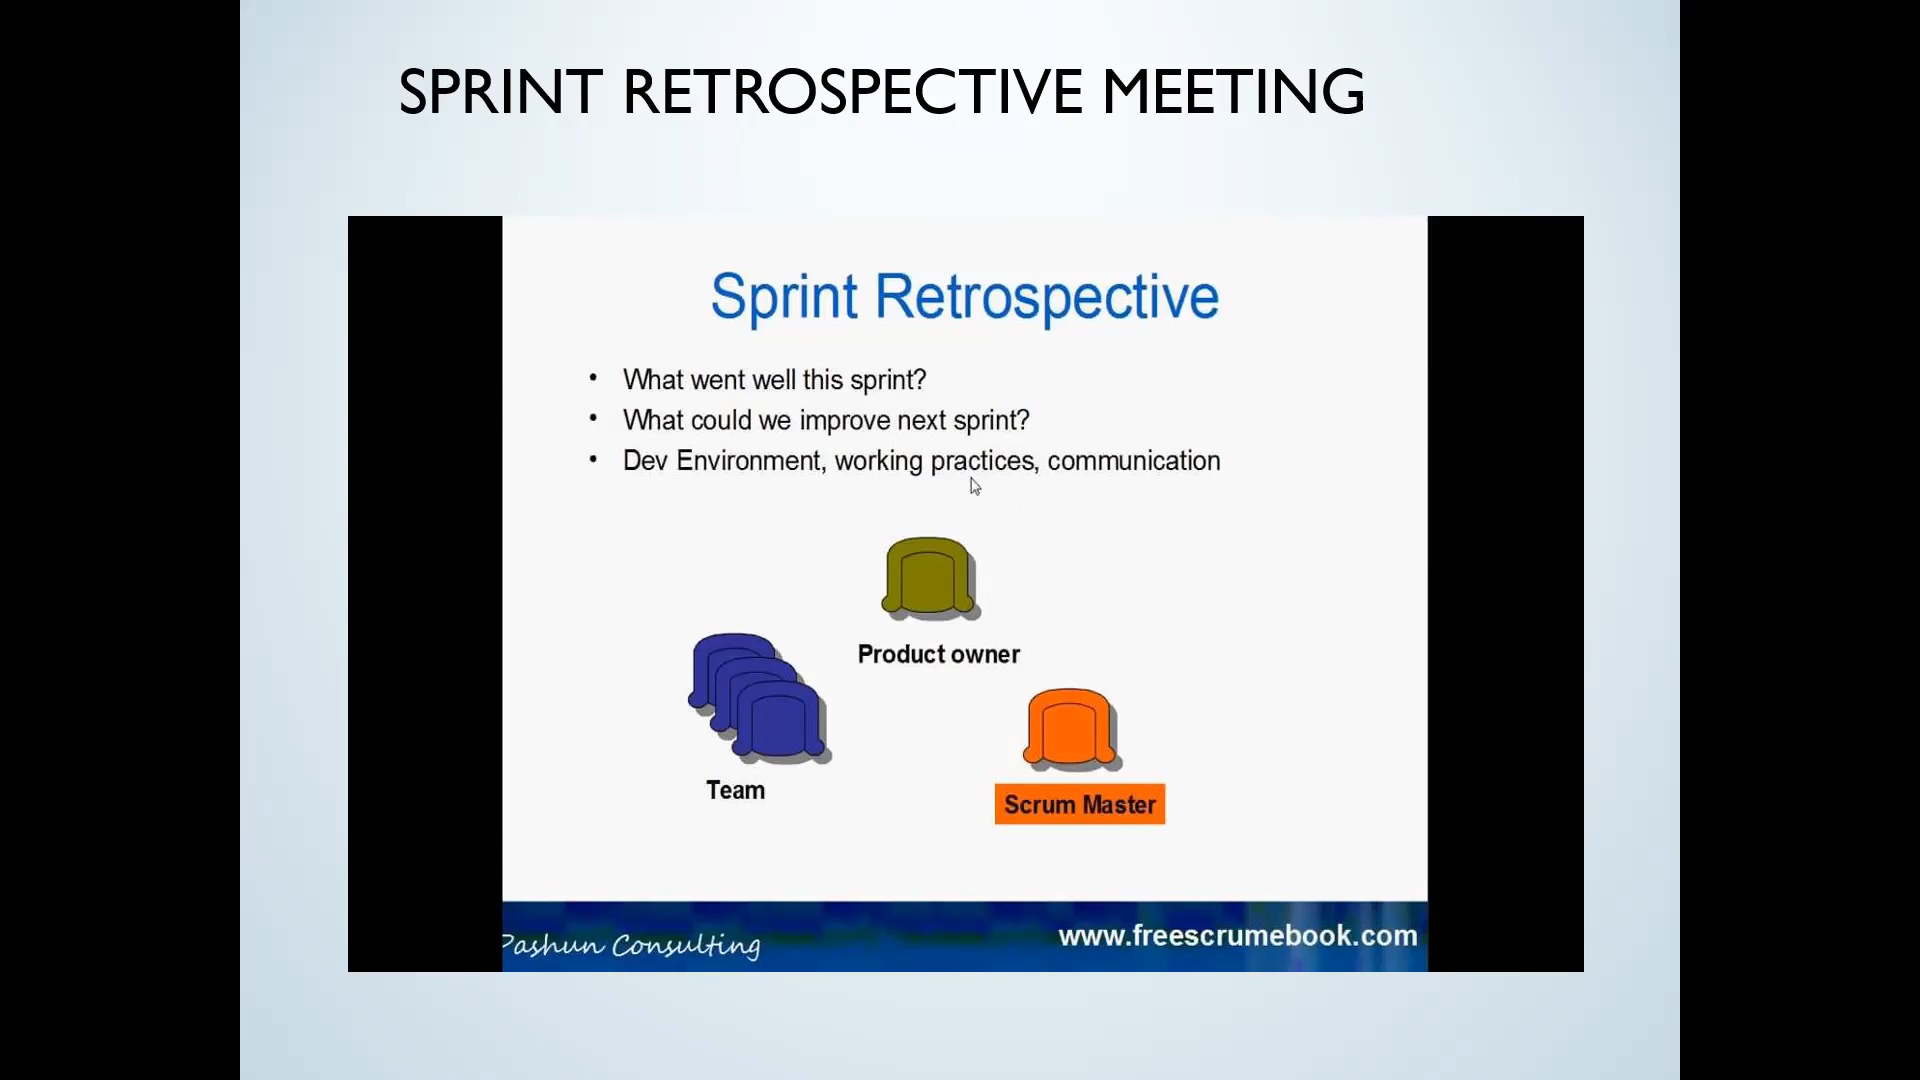 SPRINT RETROSPECTIVE MEETING
Sprint Retrospective
• What went well this sprint?
• What could we improve next sprint?
• Dev Environment, working practices, communication
Product owner
Team
Scrum Master
Pashun Consulting
www.freescrumebook.com